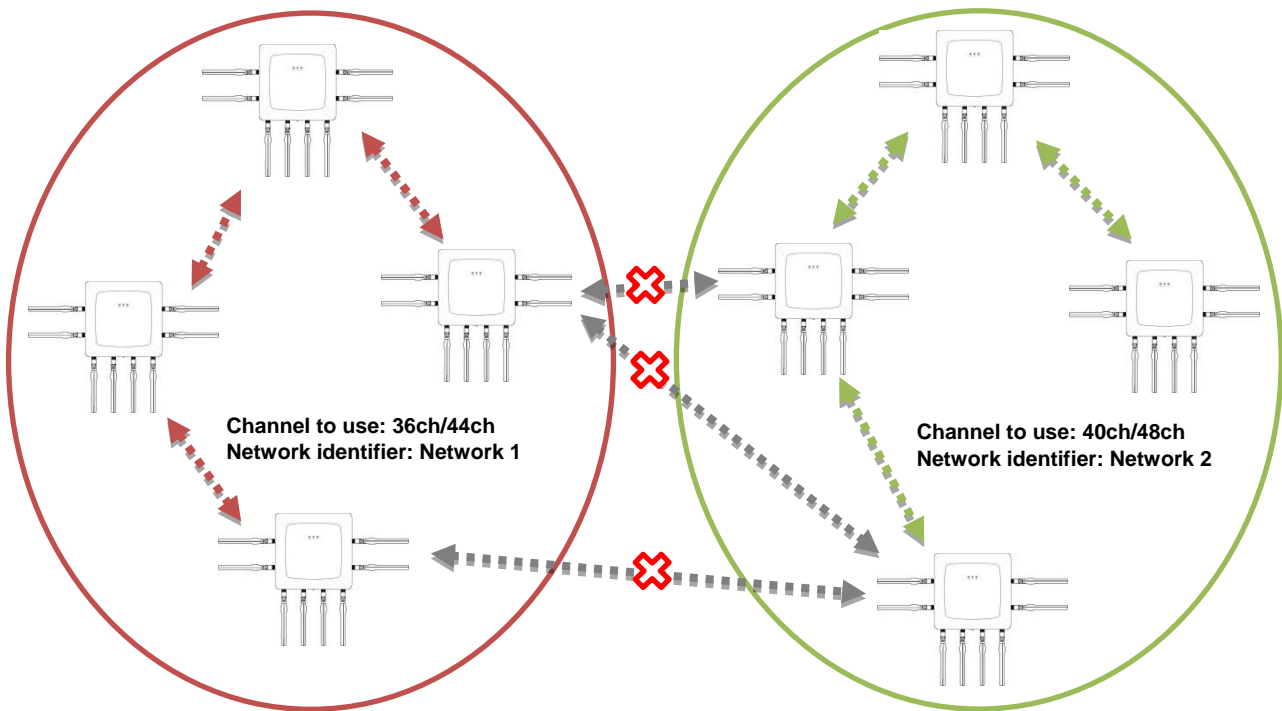 Channel to use: 36ch/44ch
Network identifier: Network 1
Channel to use: 40ch/48ch
Network identifier: Network 2